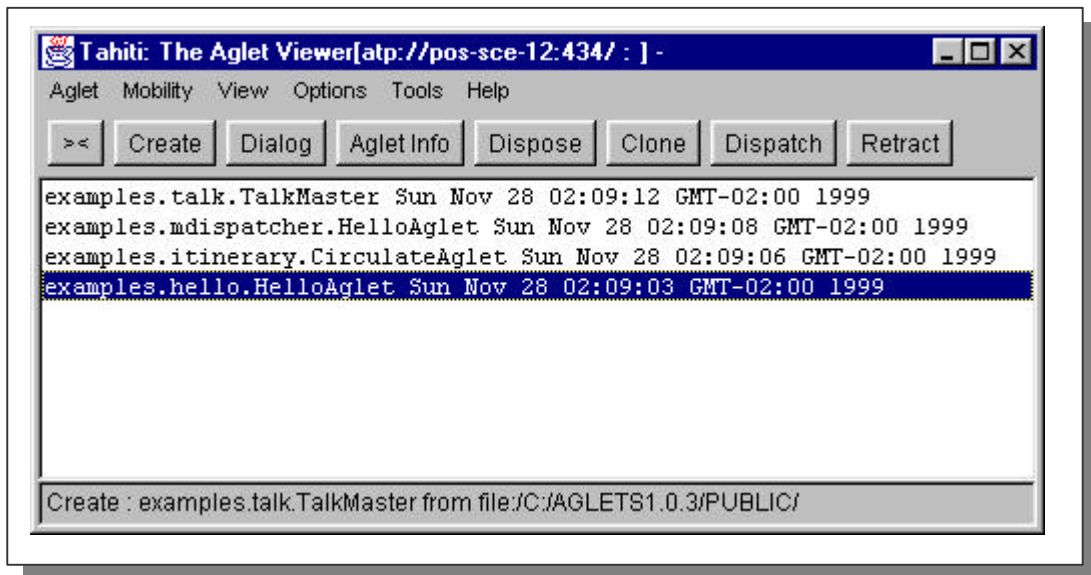 Tahiti: The Aglet Viewer[atp://pos-sce-12:434/ : ] -
Aglet Mobility View Options Tools Help
>< Create Dialog Aglet Info Dispose Clone Dispatch Retract
examples.talk.TalkMaster Sun Nov 28 02:09:12 GMT-02:00 1999
examples.mdispatcher.HelloAglet Sun Nov 28 02:09:08 GMT-02:00 1999
examples.itinerary.CirculateAglet Sun Nov 28 02:09:06 GMT-02:00 1999
examples.hello.HelloAglet Sun Nov 28 02:09:03 GMT-02:00 1999
Create : examples.talk.TalkMaster from file:/C:/AGLETS1.0.3/PUBLIC/